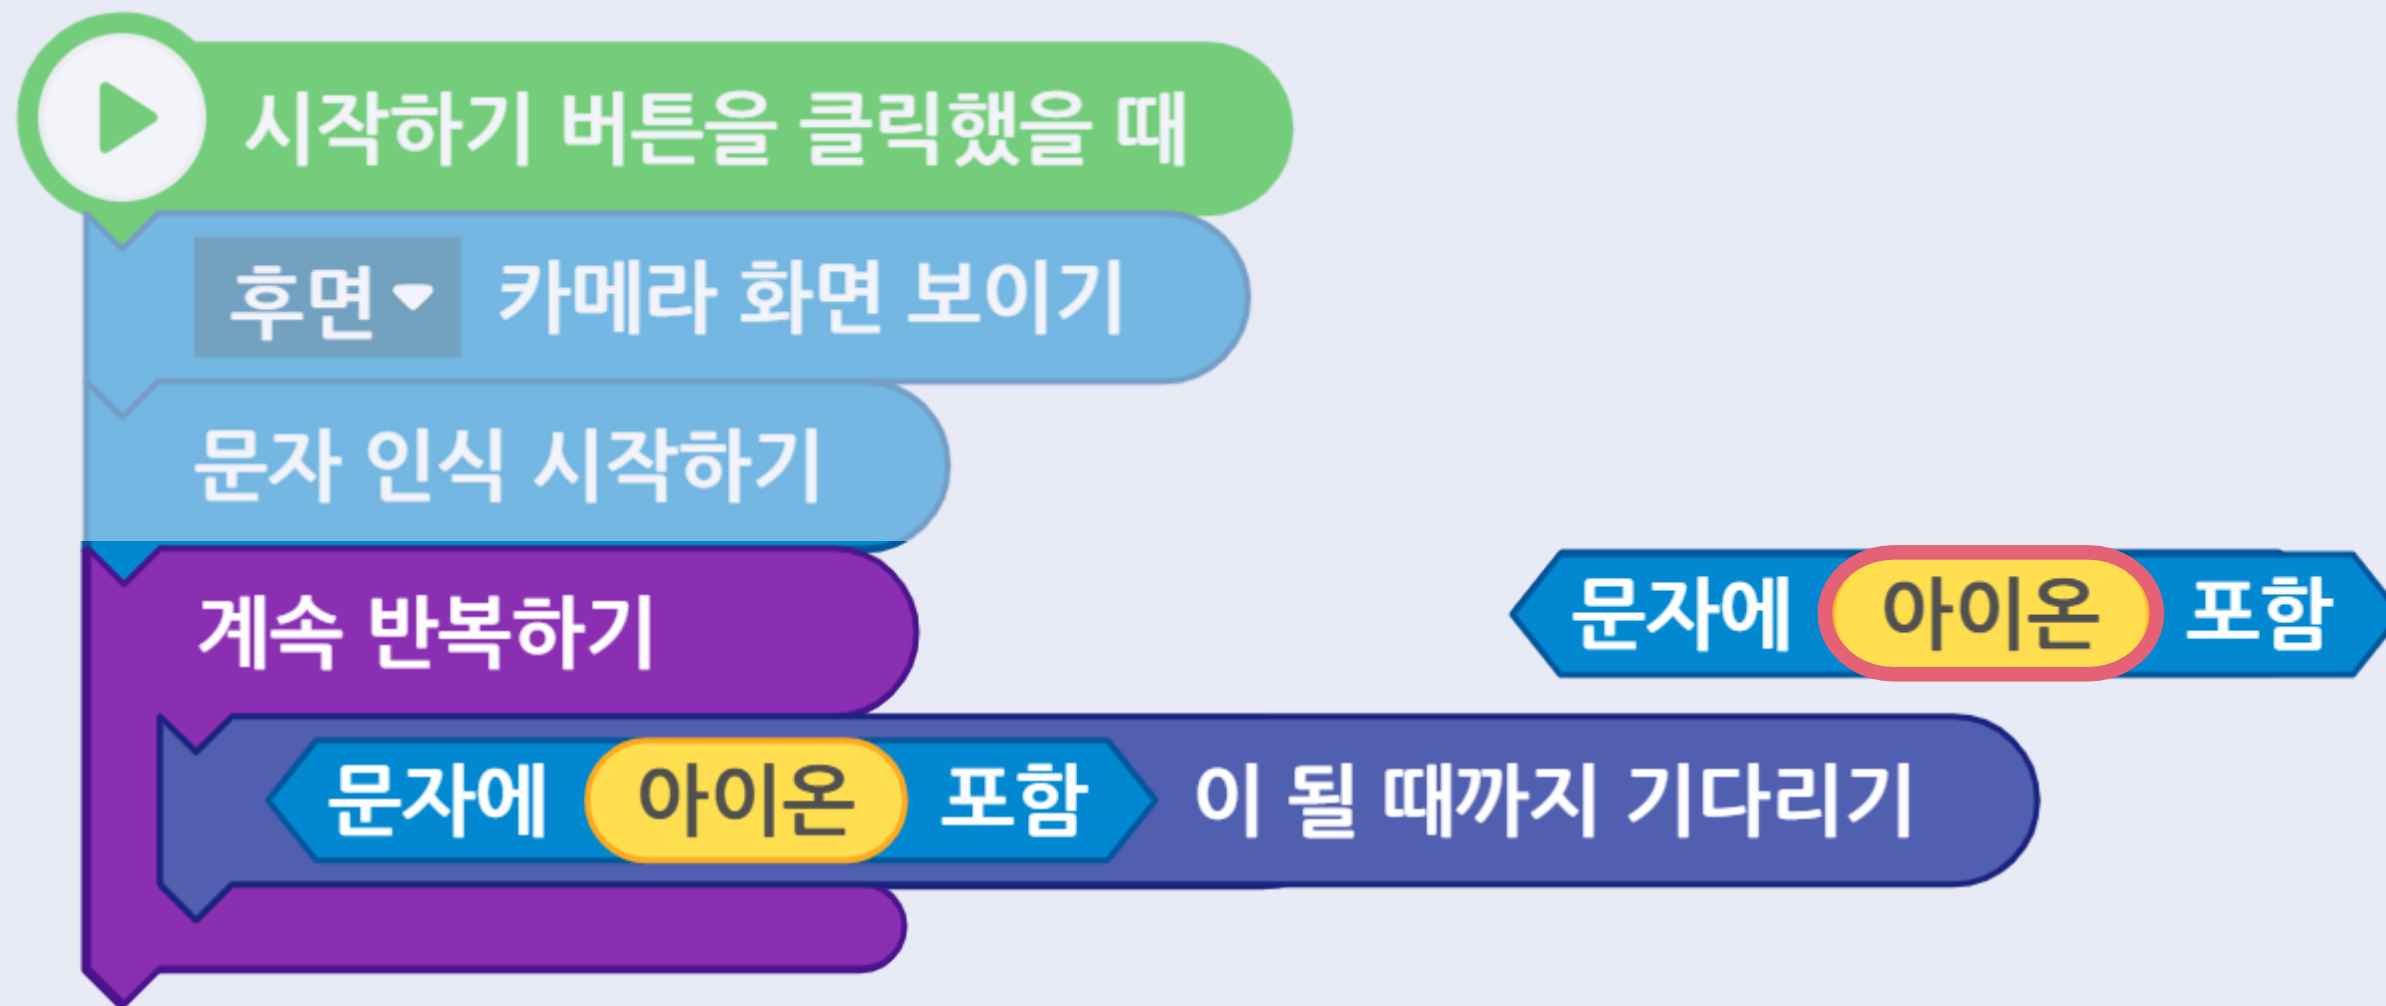 시작하기 버튼을 클릭했을 때
후면 카메라 화면 보이기
문자 인식 시작하기
계속 반복하기
문자에 아이온 포함
문자에 아이온 포함 이 될 때까지 기다리기